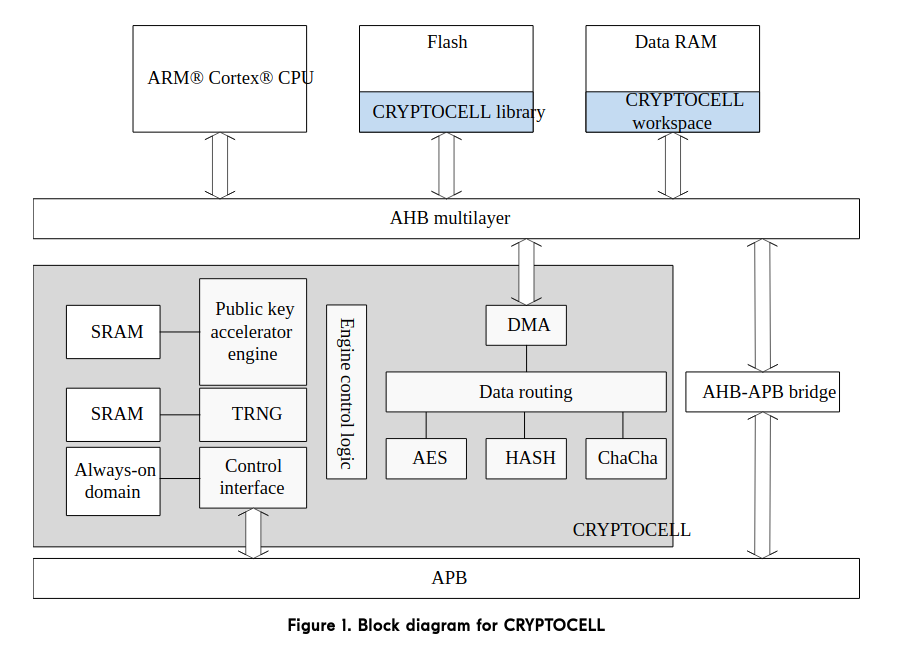 Flash
Data RAM
ARM® Cortex® CPU
CRYPTOCELL library
CRYPTOCELL
workspace
AHB multilayer
Public key
accelerator
engine
SRAM
Engine control logic
DMA
Data routing
AHB-APB bridge
SRAM
TRNG
AES
HASH
ChaCha
Always-on
domain
Control
interface
CRYPTOCELL
APB
Figure 1. Block diagram for CRYPTOCELL